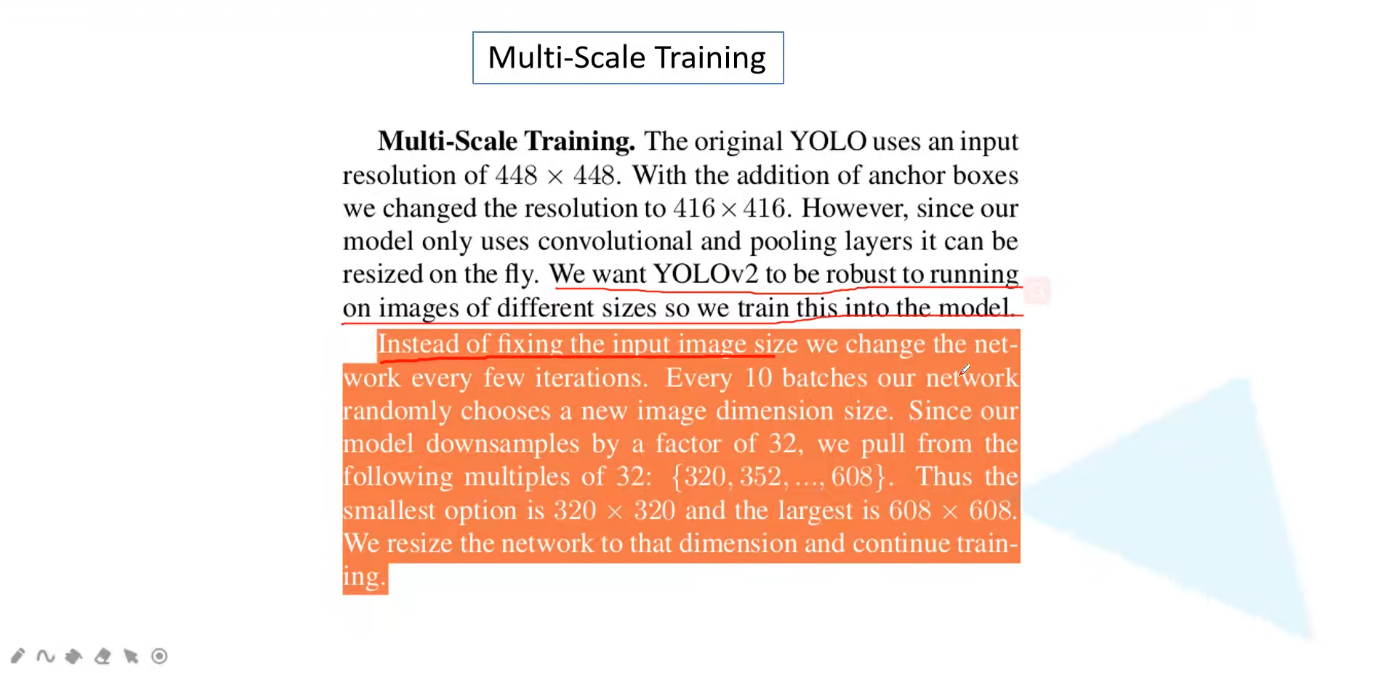 Multi-Scale Training
Multi-Scale Training. The original YOLO uses an input
resolution of 448 × 448. With the addition of anchor boxes
we changed the resolution to 416×416. However, since our
model only uses convolutional and pooling layers it can be
resized on the fly. We want YOLOv2 to be robust to running
on images of different sizes so we train this into the model.
Instead of fixing the input image size we change the net-
work every few iterations. Every 10 batches our network
randomly chooses a new image dimension size. Since our
model downsamples by a factor of 32, we pull from the
following multiples of 32: {320, 352, ..., 608}. Thus the
smallest option is 320 × 320 and the largest is 608 × 608.
We resize the network to that dimension and continue train-
ing.